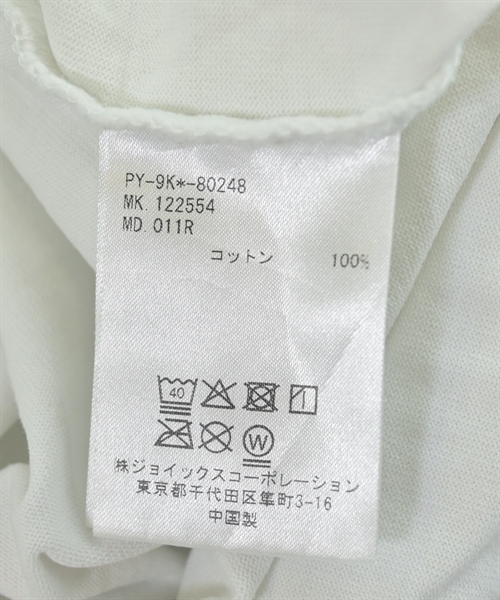 PY-9K*-80248
MK. 122554
MD. 011R
コットン 100%
40
W
㈱ジョイックスコーポレーション
東京都千代田区隼町3-16
中国製